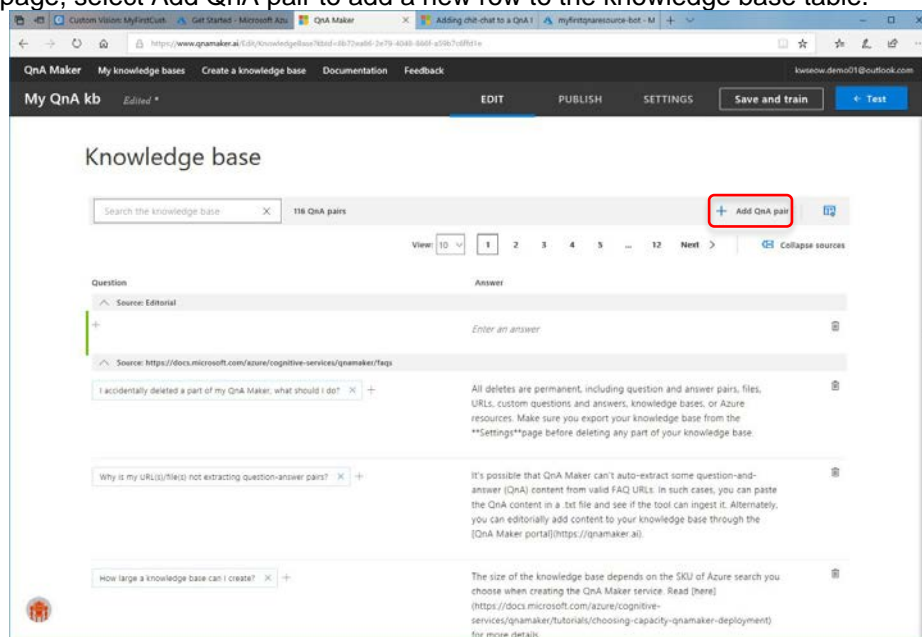 page, select Add QnA pair to add a new row to the knowledge base table.
Custom Vision: MyFirstCust
Get Started - Microsoft Azu
QnA Maker
Adding chit-chat to a QnA I
myfirstqnaresource-bot - M
https://www.qnamaker.ai/Edit/KnowledgeBase?kbId=
QnA Maker My knowledge bases Create a knowledge base Documentation Feedback
kwseow.demo01@outlook.com
My QnA kb Edited * EDIT PUBLISH SETTINGS Save and train ← Test
Knowledge base
Search the knowledge base X 116 QnA pairs + Add QnA pair
View: 10 1 2 3 4 5 ... 12 Next > Collapse sources
Question Answer
Source: Editorial
+ Enter an answer
Source: https://docs.microsoft.com/azure/cognitive-services/qnamaker/faqs
I accidentally deleted a part of my QnA Maker, what should I do? X +
All deletes are permanent, including question and answer pairs, files,
URLs, custom questions and answers, knowledge bases, or Azure
resources. Make sure you export your knowledge base from the
**Settings**page before deleting any part of your knowledge base.
Why is my URL(s)/file(s) not extracting question-answer pairs? X +
It's possible that QnA Maker can't auto-extract some question-and-
answer (QnA) content from valid FAQ URLs. In such cases, you can paste
the QnA content in a .txt file and see if the tool can ingest it. Alternately,
you can editorially add content to your knowledge base through the
[QnA Maker portal](https://qnamaker.ai).
How large a knowledge base can I create? X +
The size of the knowledge base depends on the SKU of Azure search you
choose when creating the QnA Maker service. Read [here]
(https://docs.microsoft.com/azure/cognitive-
services/qnamaker/tutorials/choosing-capacity-qnamaker-deployment)
for more details.